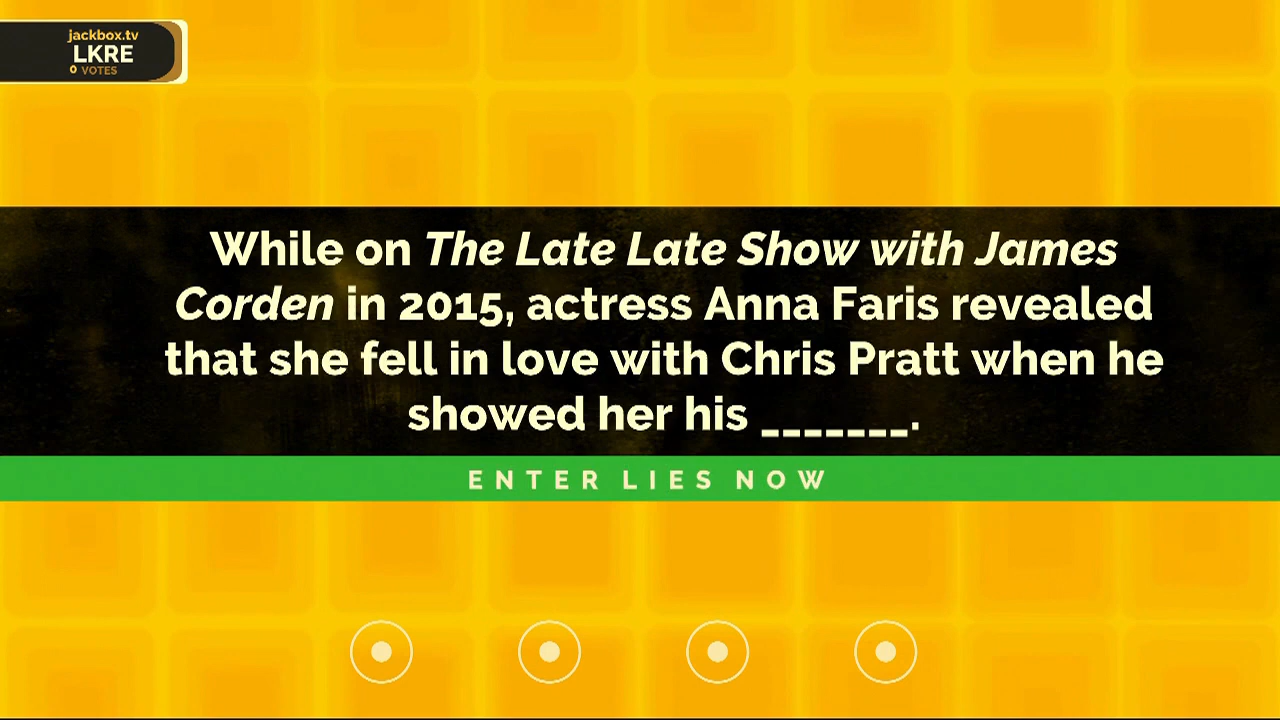 jackbox.tv
LKRE
0 VOTES
While on The Late Late Show with James
Corden in 2015, actress Anna Faris revealed
that she fell in love with Chris Pratt when he
showed her his _______.
ENTER LIES NOW